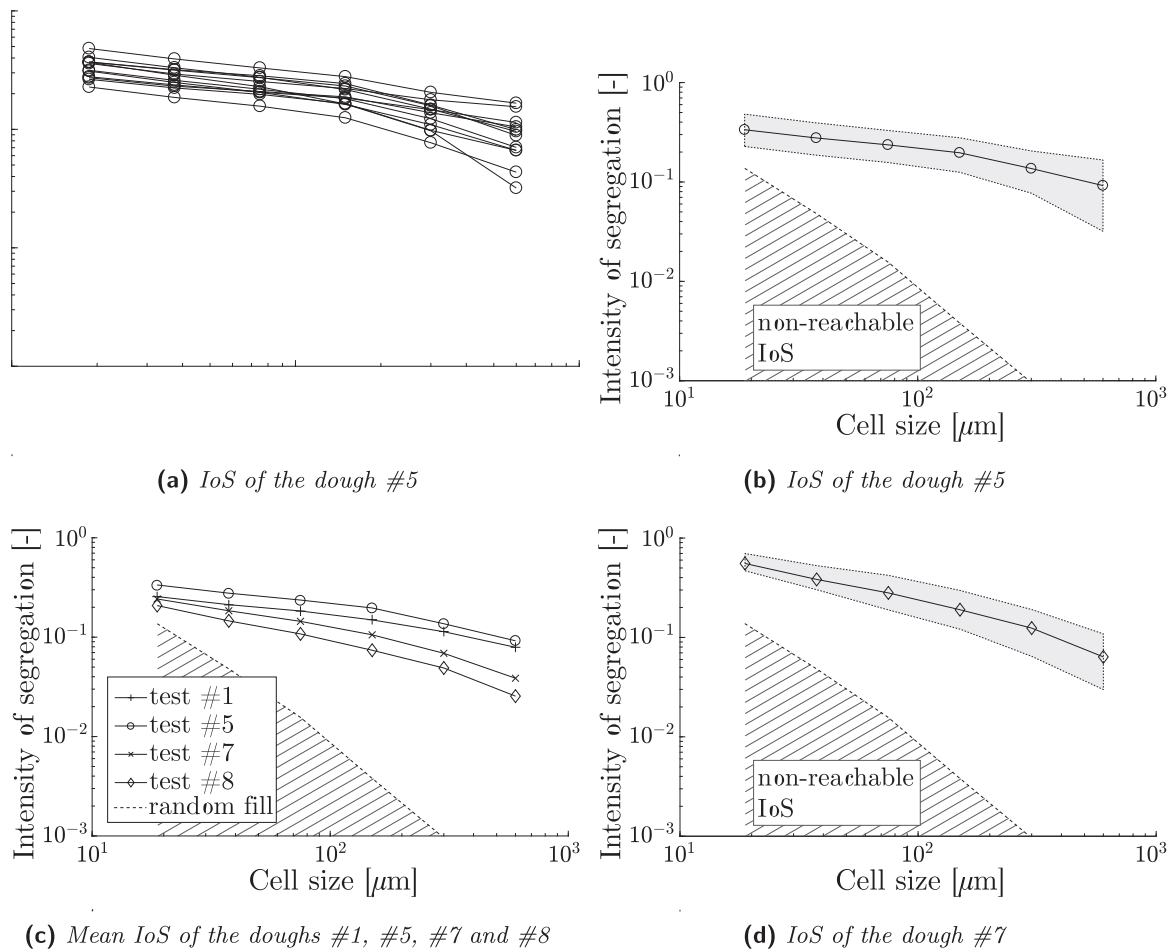 Intensity of segregation [-]
10^0
10^-1
10^-2
10^-3
non-reachable
IoS
10^1
10^2
10^3
Cell size [µm]
(a) IoS of the dough #5
(b) IoS of the dough #5
Intensity of segregation [-]
10^0
10^-1
10^-2
10^-3
test #1
test #5
test #7
test #8
random fill
10^1
10^2
10^3
Cell size [µm]
Intensity of segregation [-]
10^0
10^-1
10^-2
10^-3
non-reachable
IoS
10^1
10^2
10^3
Cell size [µm]
(c) Mean IoS of the doughs #1, #5, #7 and #8
(d) IoS of the dough #7